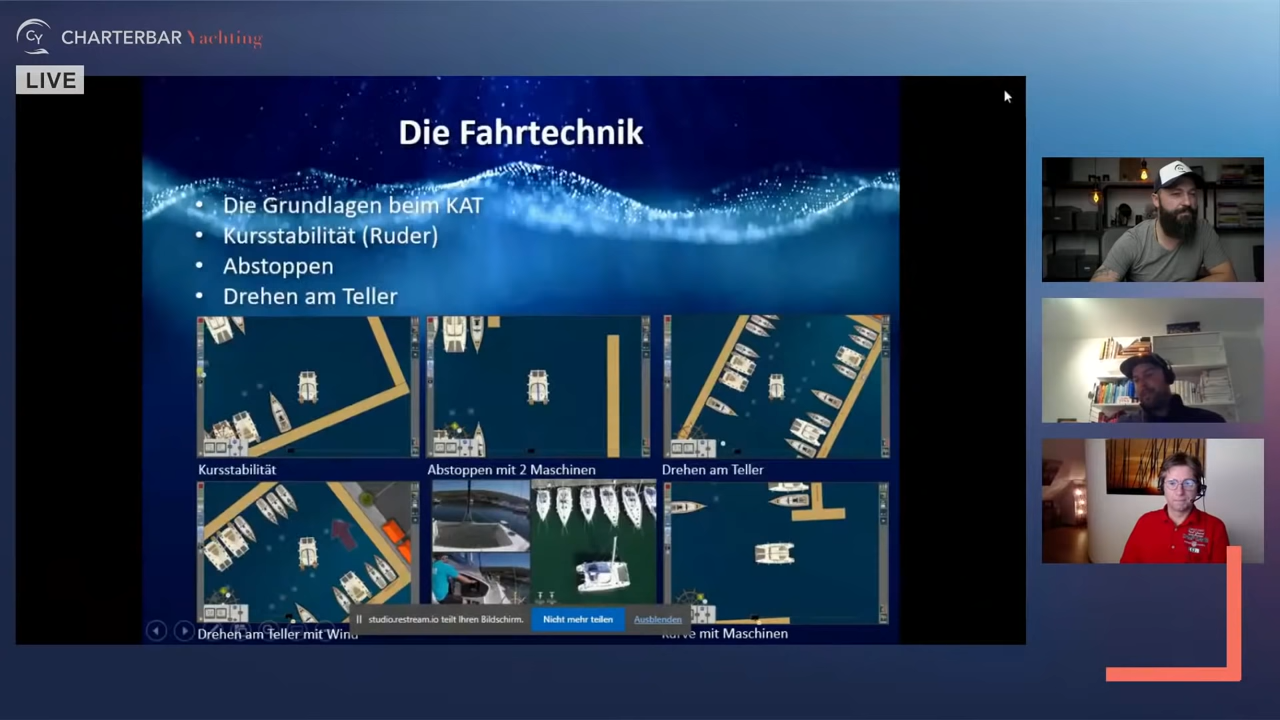 CY CHARTERBAR Yachting
LIVE
Die Fahrtechnik
• Die Grundlagen beim KAT
• Kursstabilität (Ruder)
• Abstoppen
• Drehen am Teller
Kursstabilität
Abstoppen mit 2 Maschinen
Drehen am Teller
studio.restream.io teilt Ihren Bildschirm.
Nicht mehr teilen
Ausblenden
Drehen am Teller mit Wind
mit Maschinen